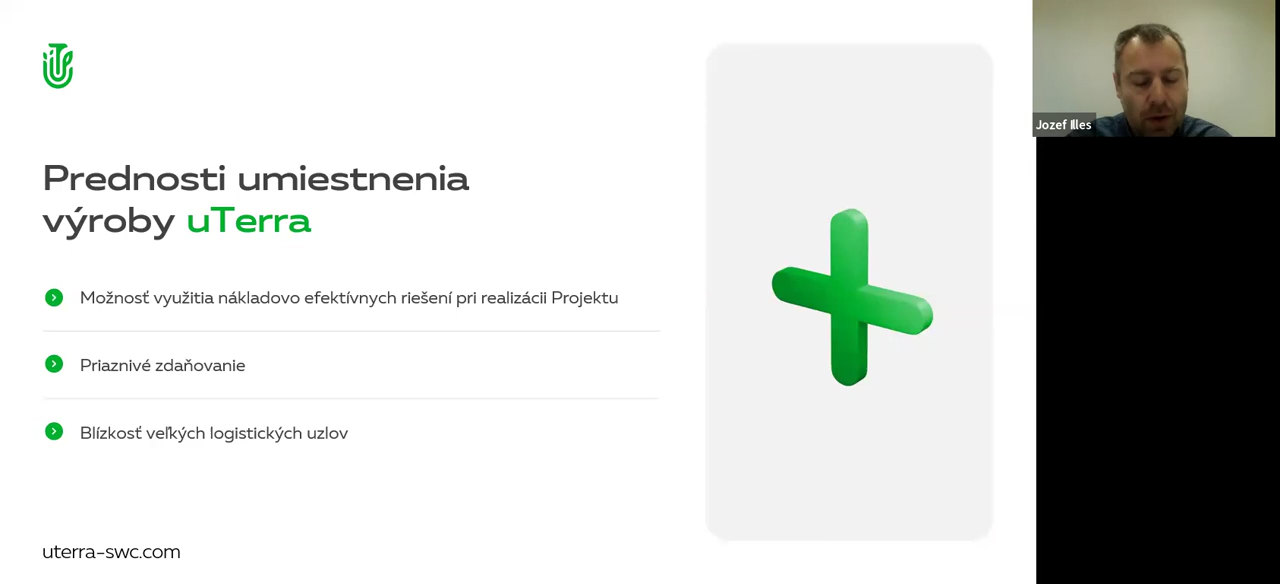 Prednosti umiestnenia
výroby uTerra
Možnosť využitia nákladovo efektívnych riešení pri realizácii Projektu
Priaznivé zdaňovanie
Blízkosť veľkých logistických uzlov
uterra-swc.com
Jozef Illes